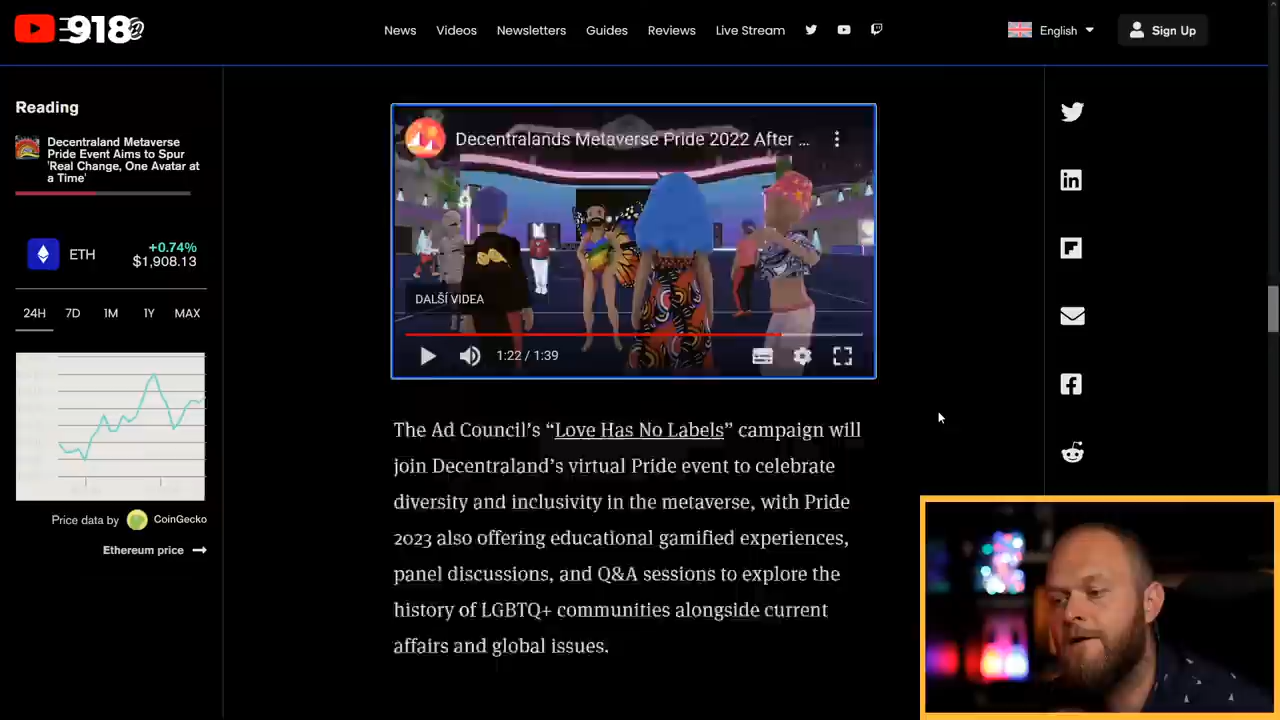 918
News
Videos
Newsletters
Guides
Reviews
Live Stream
English
Sign Up
Reading
Decentraland Metaverse
Pride Event Aims to Spur
'Real Change, One Avatar at
a Time'
ETH
+0.74%
$1,908.13
24H
7D
1M
1Y
MAX
Price data by
CoinGecko
Ethereum price
Decentralands Metaverse Pride 2022 After ...
DALŠÍ VIDEA
1:22 / 1:39
The Ad Council's “Love Has No Labels” campaign will
join Decentraland's virtual Pride event to celebrate
diversity and inclusivity in the metaverse, with Pride
2023 also offering educational gamified experiences,
panel discussions, and Q&A sessions to explore the
history of LGBTQ+ communities alongside current
affairs and global issues.